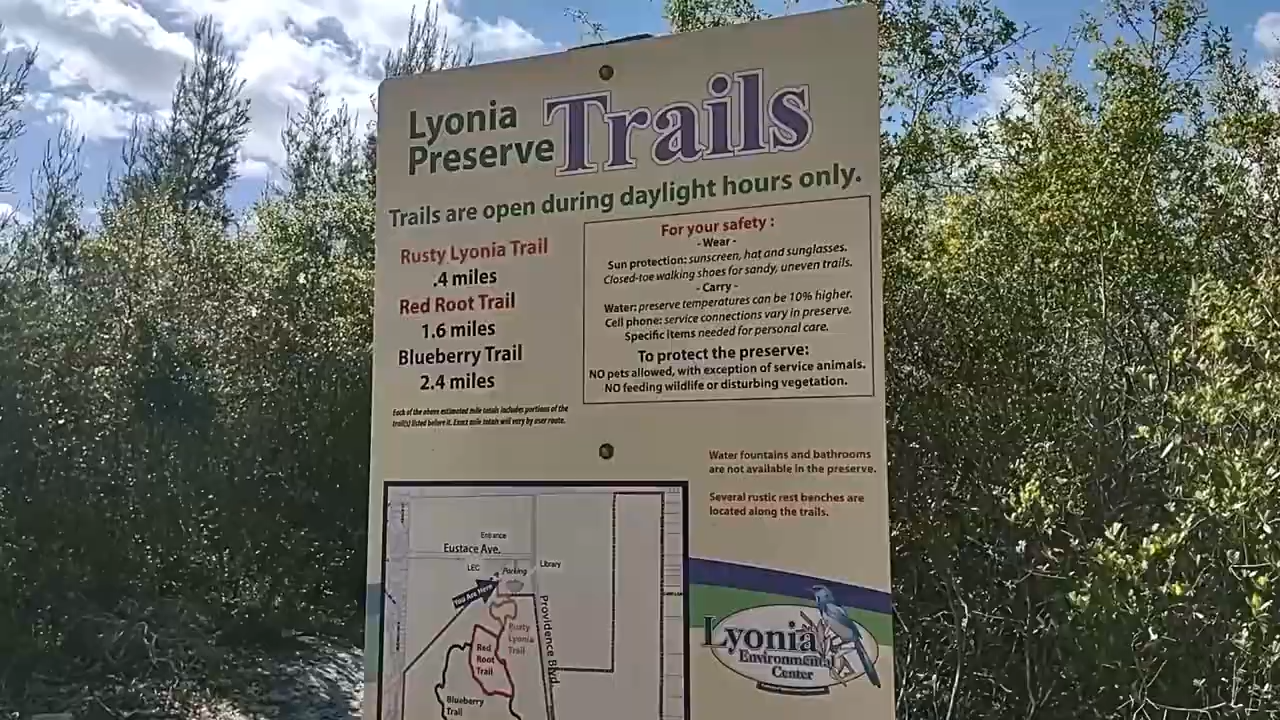 Lyonia
Preserve Trails
Trails are open during daylight hours only.
Rusty Lyonia Trail
.4 miles
Red Root Trail
1.6 miles
Blueberry Trail
2.4 miles
Each of the above estimated mile totals includes portions of the
trail(s) listed before it. Exact mile totals will vary by user route.
For your safety :
- Wear -
Sun protection: sunscreen, hat and sunglasses.
Closed-toe walking shoes for sandy, uneven trails.
- Carry -
Water: preserve temperatures can be 10% higher.
Cell phone: service connections vary in preserve.
Specific items needed for personal care.
To protect the preserve:
NO pets allowed, with exception of service animals.
NO feeding wildlife or disturbing vegetation.
Water fountains and bathrooms
are not available in the preserve.
Several rustic rest benches are
located along the trails.
Entrance
Eustace Ave.
LEC
Parking
Library
You Are Here
Providence Blvd.
Rusty
Lyonia
Trail
Red
Root
Trail
Blueberry
Trail
Lyonia
Environmental
Center